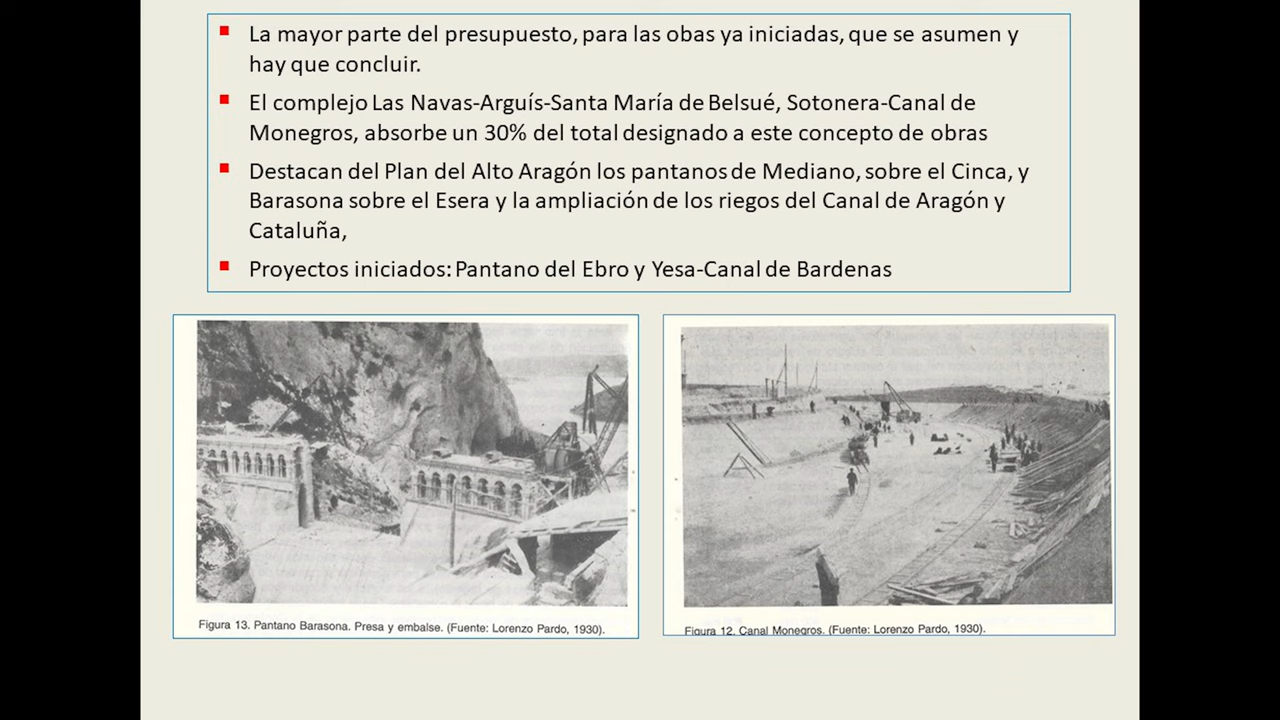 La mayor parte del presupuesto, para las obas ya iniciadas, que se asumen y
hay que concluir.
El complejo Las Navas-Arguís-Santa María de Belsué, Sotonera-Canal de
Monegros, absorbe un 30% del total designado a este concepto de obras
Destacan del Plan del Alto Aragón los pantanos de Mediano, sobre el Cinca, y
Barasona sobre el Esera y la ampliación de los riegos del Canal de Aragón y
Cataluña,
Proyectos iniciados: Pantano del Ebro y Yesa-Canal de Bardenas
Figura 13. Pantano Barasona. Presa y embalse. (Fuente: Lorenzo Pardo, 1930).
Figura 12. Canal Monegros. (Fuente: Lorenzo Pardo, 1930).